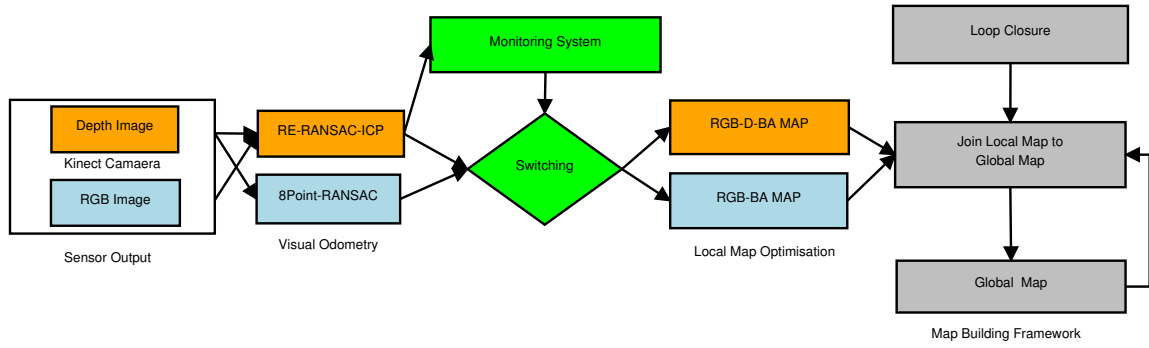 Monitoring System
Loop Closure
Depth Image
Kinect Camaera
RGB Image
Sensor Output
RE-RANSAC-ICP
8Point-RANSAC
Visual Odometry
Switching
RGB-D-BA MAP
RGB-BA MAP
Local Map Optimisation
Join Local Map to
Global Map
Global Map
Map Building Framework